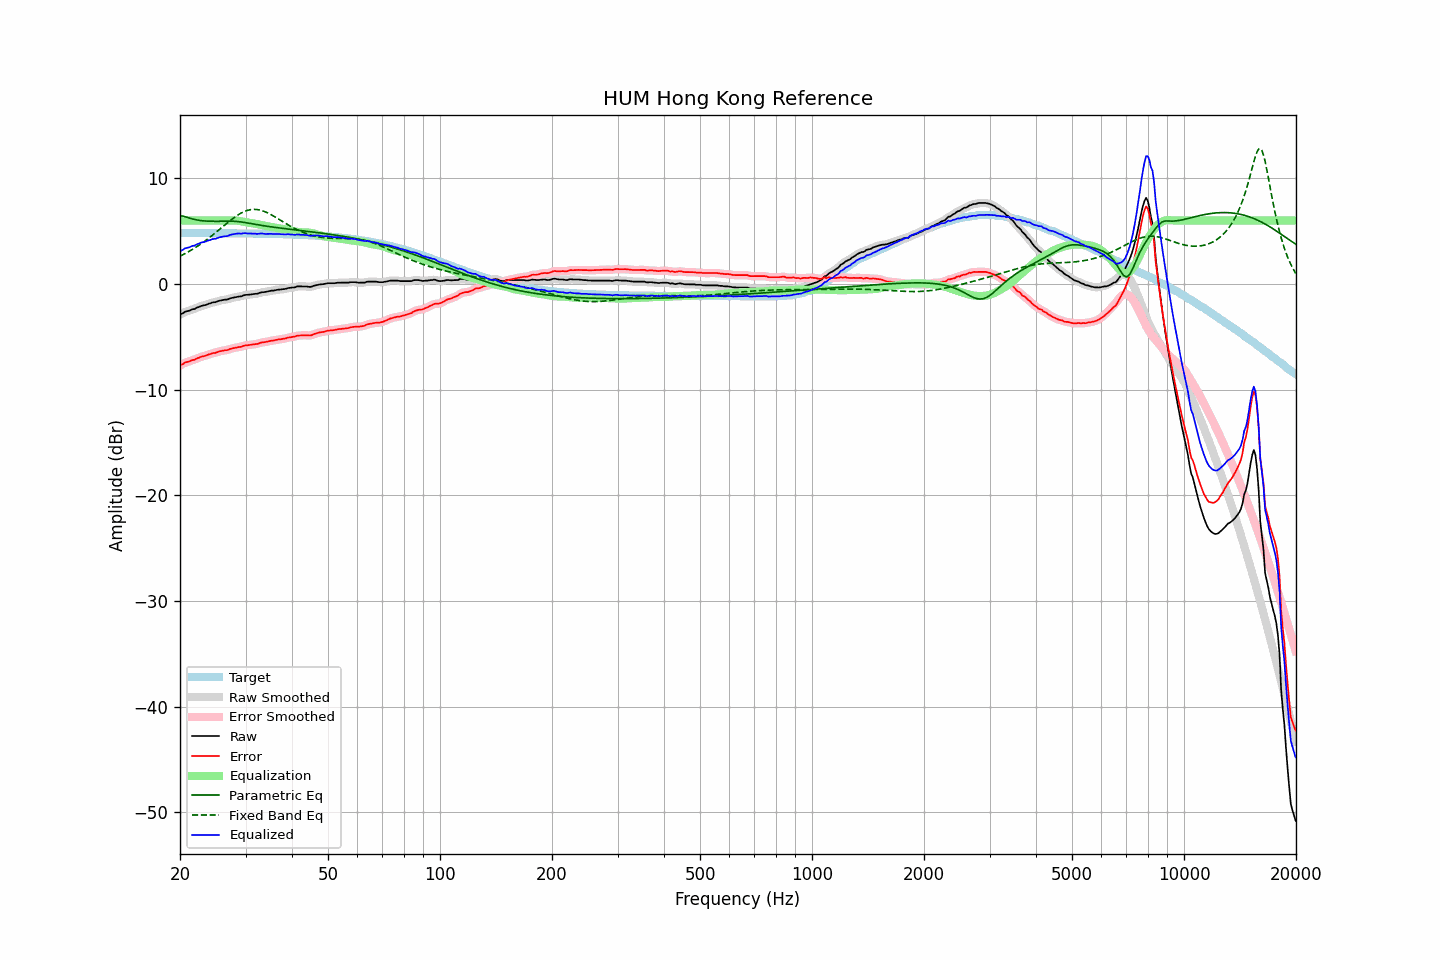 HUM Hong Kong Reference
10
0
−10
−20
−30
−40
−50
Amplitude (dBr)
Target
Raw Smoothed
Error Smoothed
Raw
Error
Equalization
Parametric Eq
Fixed Band Eq
Equalized
20 50 100 200 500 1000 2000 5000 10000 20000
Frequency (Hz)